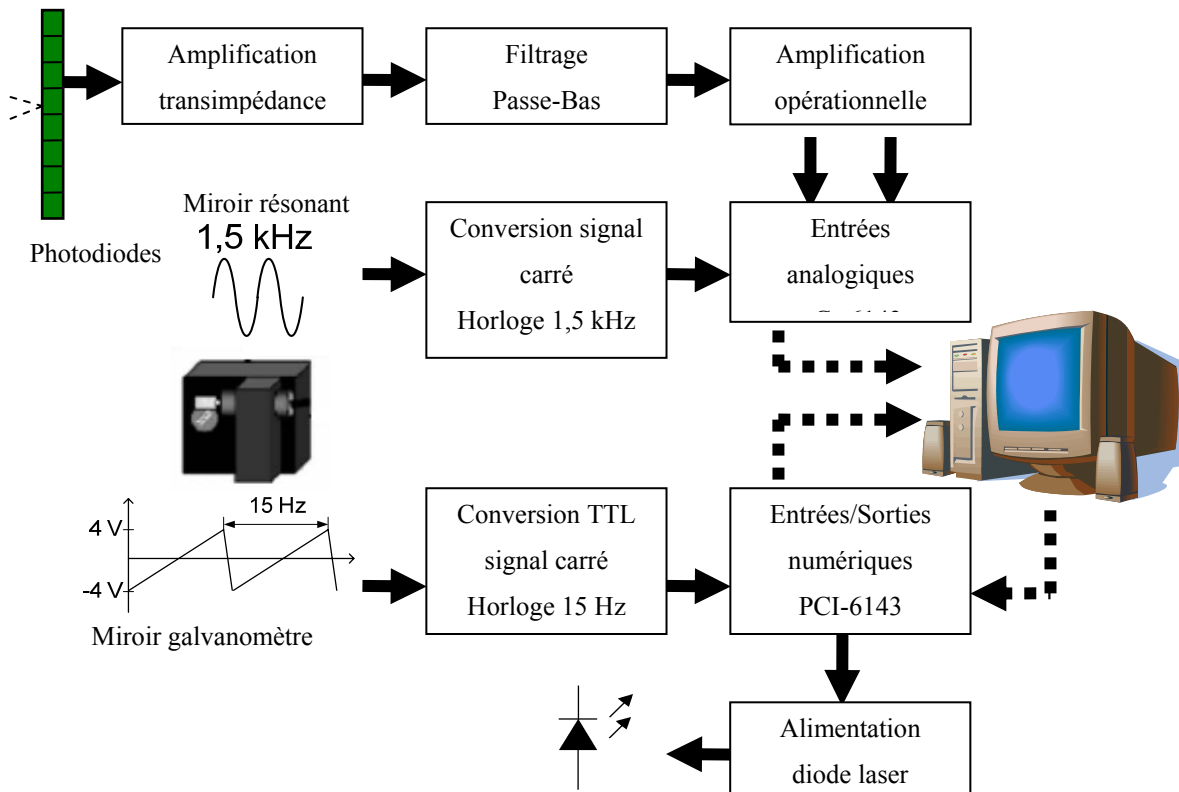 Amplification
transimpédance
Filtrage
Passe-Bas
Amplification
opérationnelle
Photodiodes
Miroir résonant
1,5 kHz
Conversion signal
carré
Horloge 1,5 kHz
Entrées
analogiques
15 Hz
4 V
-4 V
Miroir galvanomètre
Conversion TTL
signal carré
Horloge 15 Hz
Entrées/Sorties
numériques
PCI-6143
Alimentation
diode laser